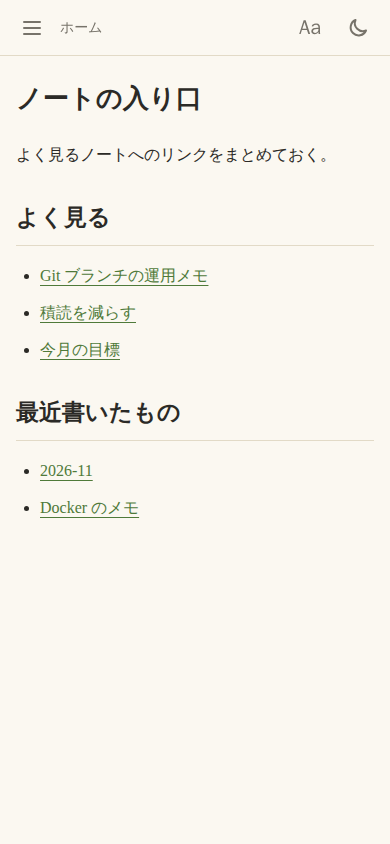 ホーム
Aa
ノートの入り口
よく見るノートへのリンクをまとめておく。
よく見る
Git ブランチの運用メモ
積読を減らす
今月の目標
最近書いたもの
2026-11
Docker のメモ